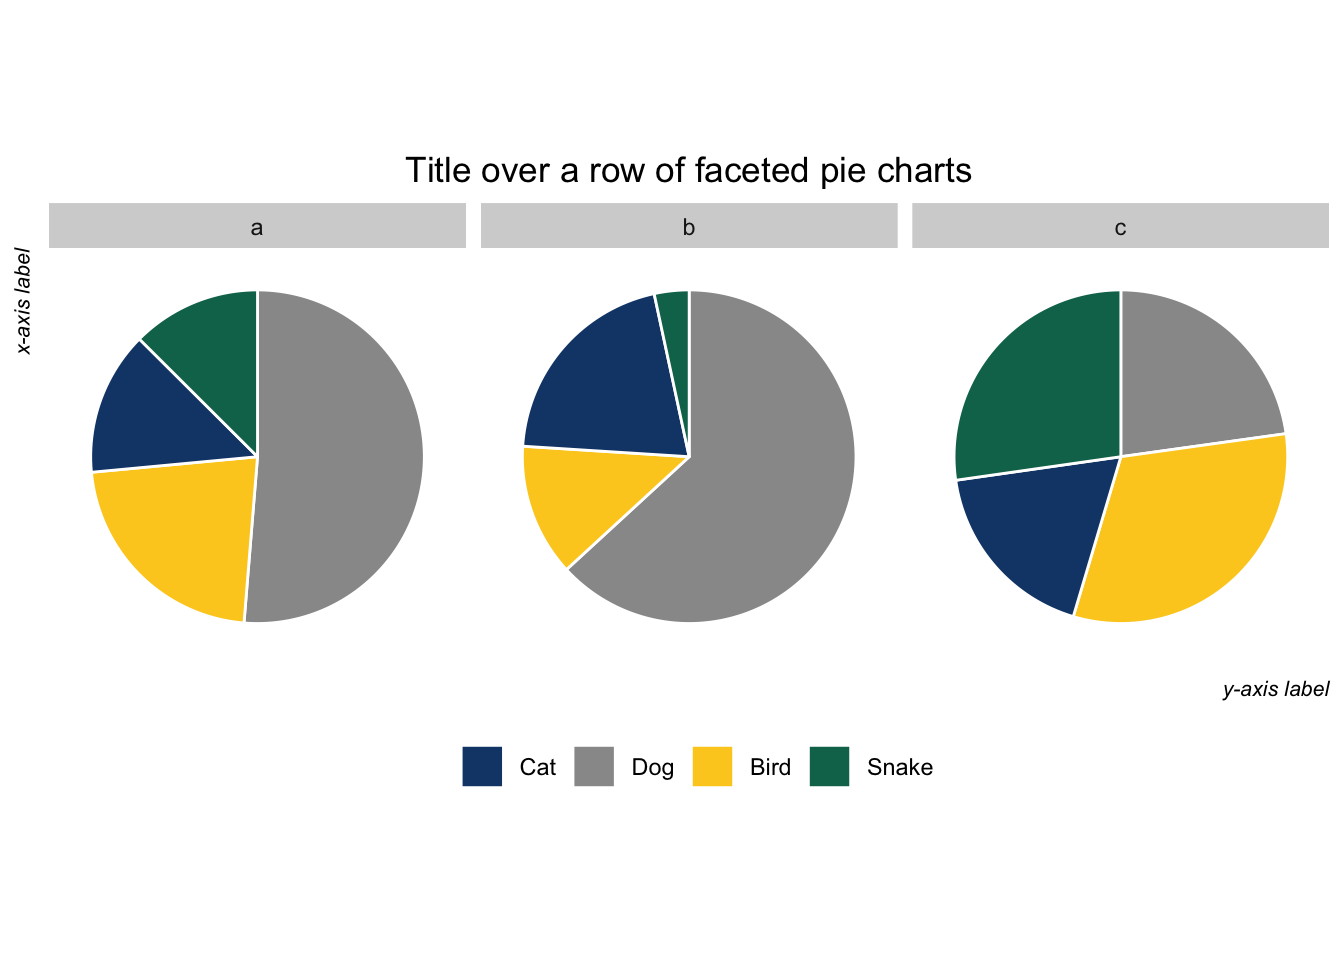 Title over a row of faceted pie charts
a b c
x-axis label
y-axis label
Cat Dog Bird Snake